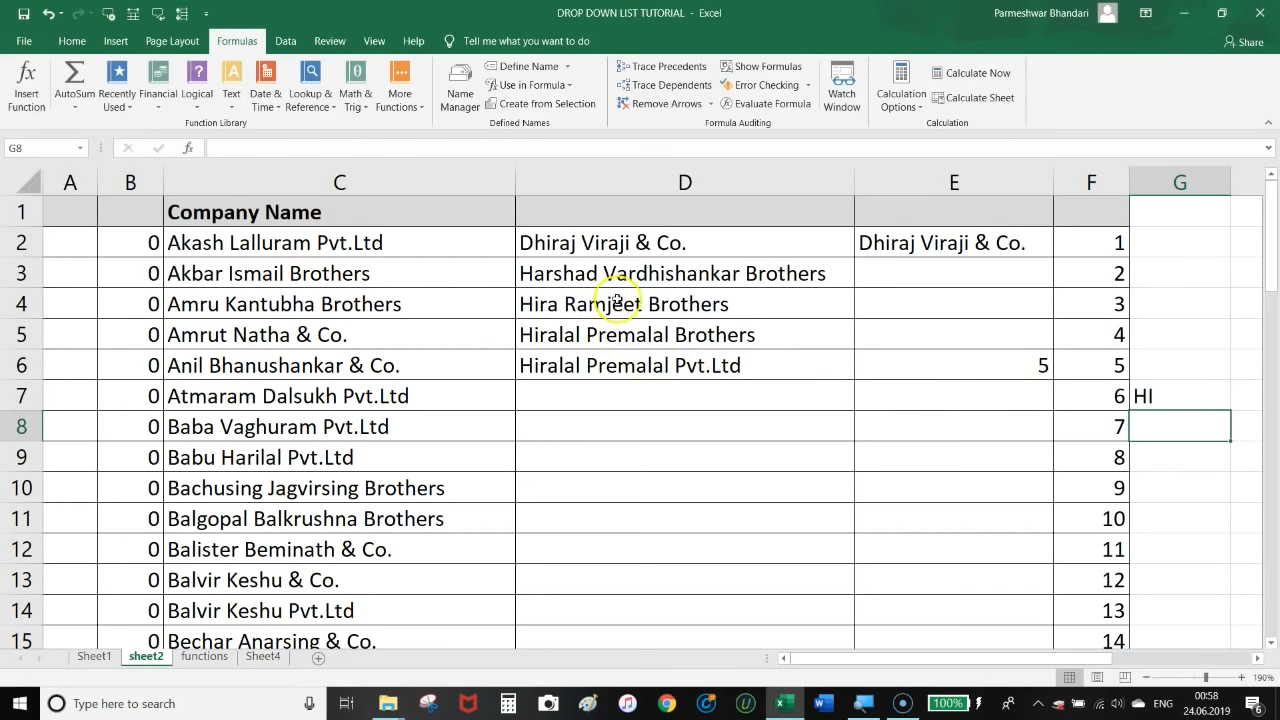 DROP DOWN LIST TUTORIAL - Excel
Parmeshwar Bhandari
File Home Insert Page Layout Formulas Data Review View Help Tell me what you want to do
Share
Insert Function
AutoSum
Recently Used
Financial
Logical
Text
Date & Time
Lookup & Reference
Math & Trig
More Functions
Function Library
Name Manager
Define Name
Use in Formula
Create from Selection
Defined Names
Trace Precedents
Trace Dependents
Remove Arrows
Show Formulas
Error Checking
Evaluate Formula
Formula Auditing
Watch Window
Calculation Options
Calculate Now
Calculate Sheet
Calculation
G8
fx
A B C D E F G
1 Company Name
2 0 Akash Lalluram Pvt.Ltd Dhiraj Viraji & Co. Dhiraj Viraji & Co. 1
3 0 Akbar Ismail Brothers Harshad Vardhishankar Brothers 2
4 0 Amru Kantubha Brothers Hira Ramjeet Brothers 3
5 0 Amrut Natha & Co. Hiralal Premalal Brothers 4
6 0 Anil Bhanushankar & Co. Hiralal Premalal Pvt.Ltd 5 5
7 0 Atmaram Dalsukh Pvt.Ltd 6 HI
8 0 Baba Vaghuram Pvt.Ltd 7
9 0 Babu Harilal Pvt.Ltd 8
10 0 Bachusing Jagvirsing Brothers 9
11 0 Balgopal Balkrushna Brothers 10
12 0 Balister Beminath & Co. 11
13 0 Balvir Keshu & Co. 12
14 0 Balvir Keshu Pvt.Ltd 13
15 0 Bechar Anarsing & Co. 14
Sheet1 sheet2 functions Sheet4
190%
Type here to search
100%
ENG
00:58
24.06.2019
6